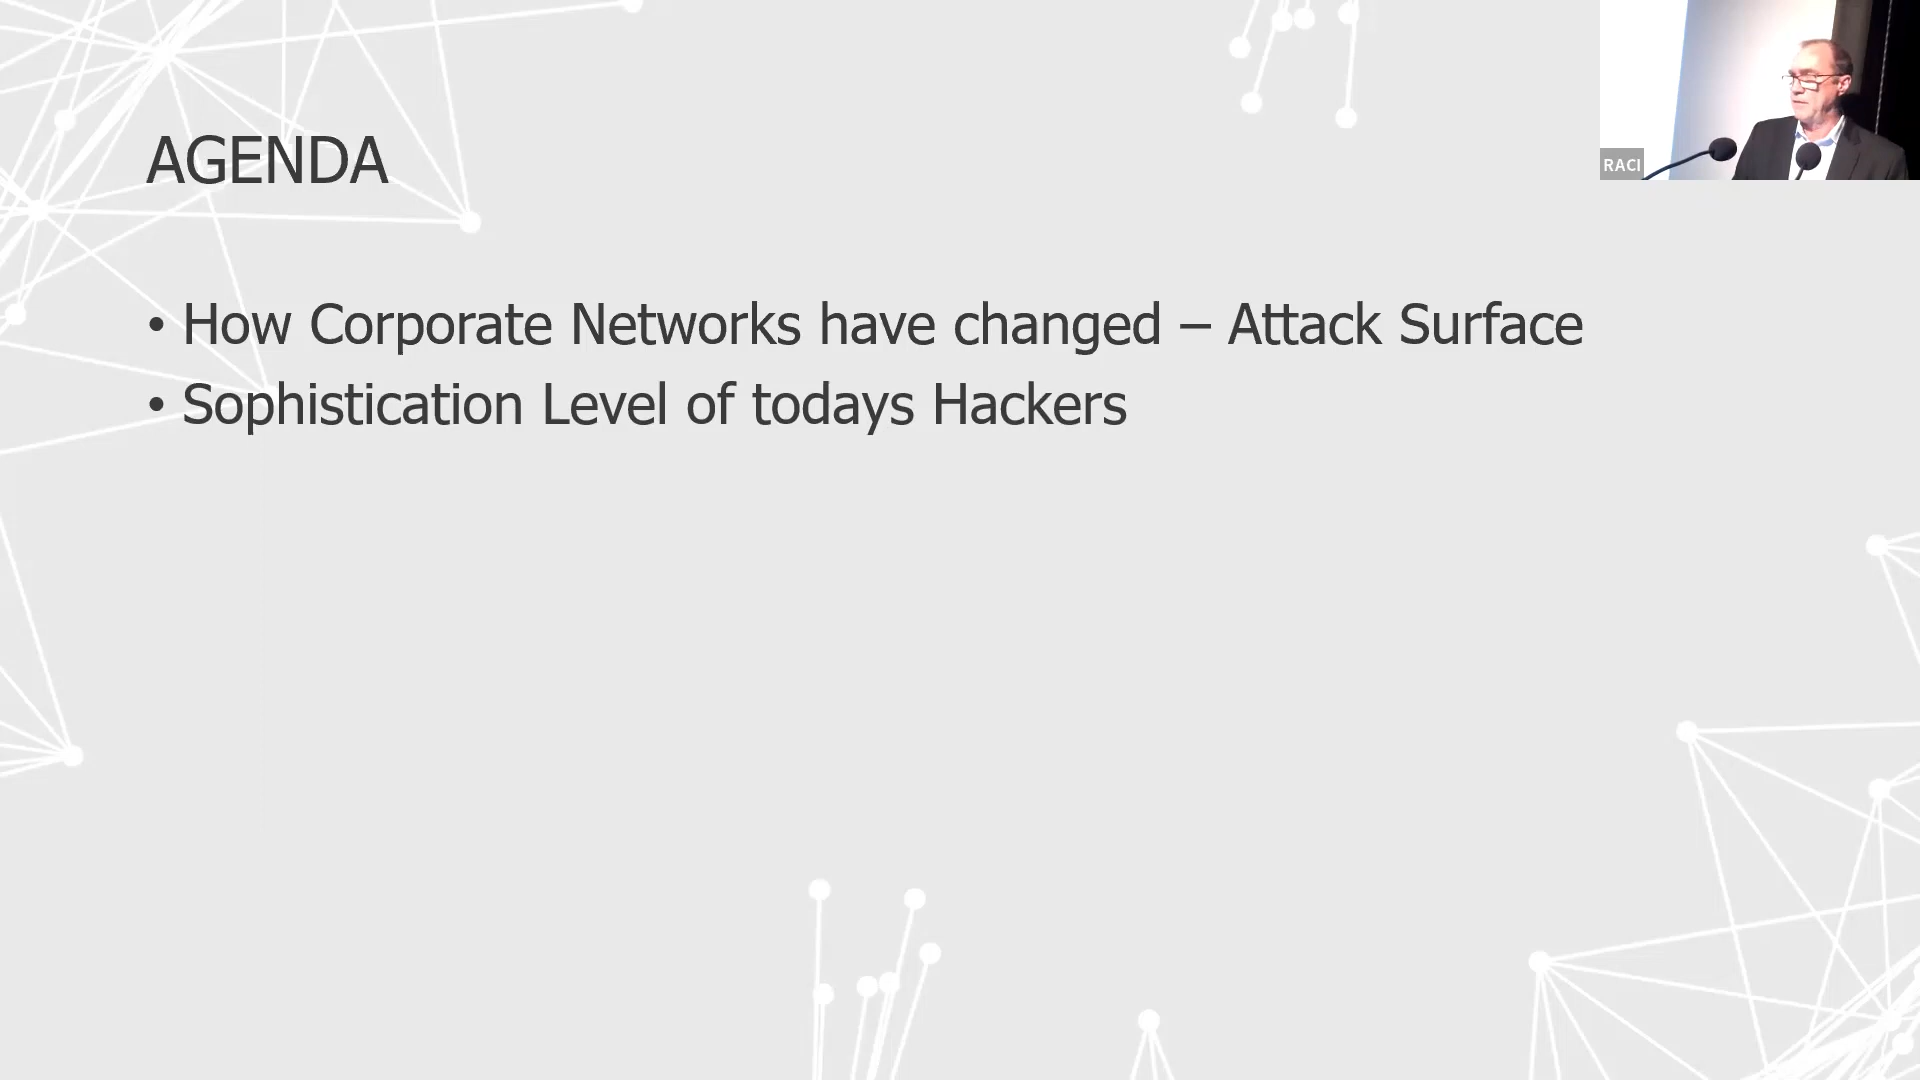 AGENDA
• How Corporate Networks have changed – Attack Surface
• Sophistication Level of todays Hackers
RACI